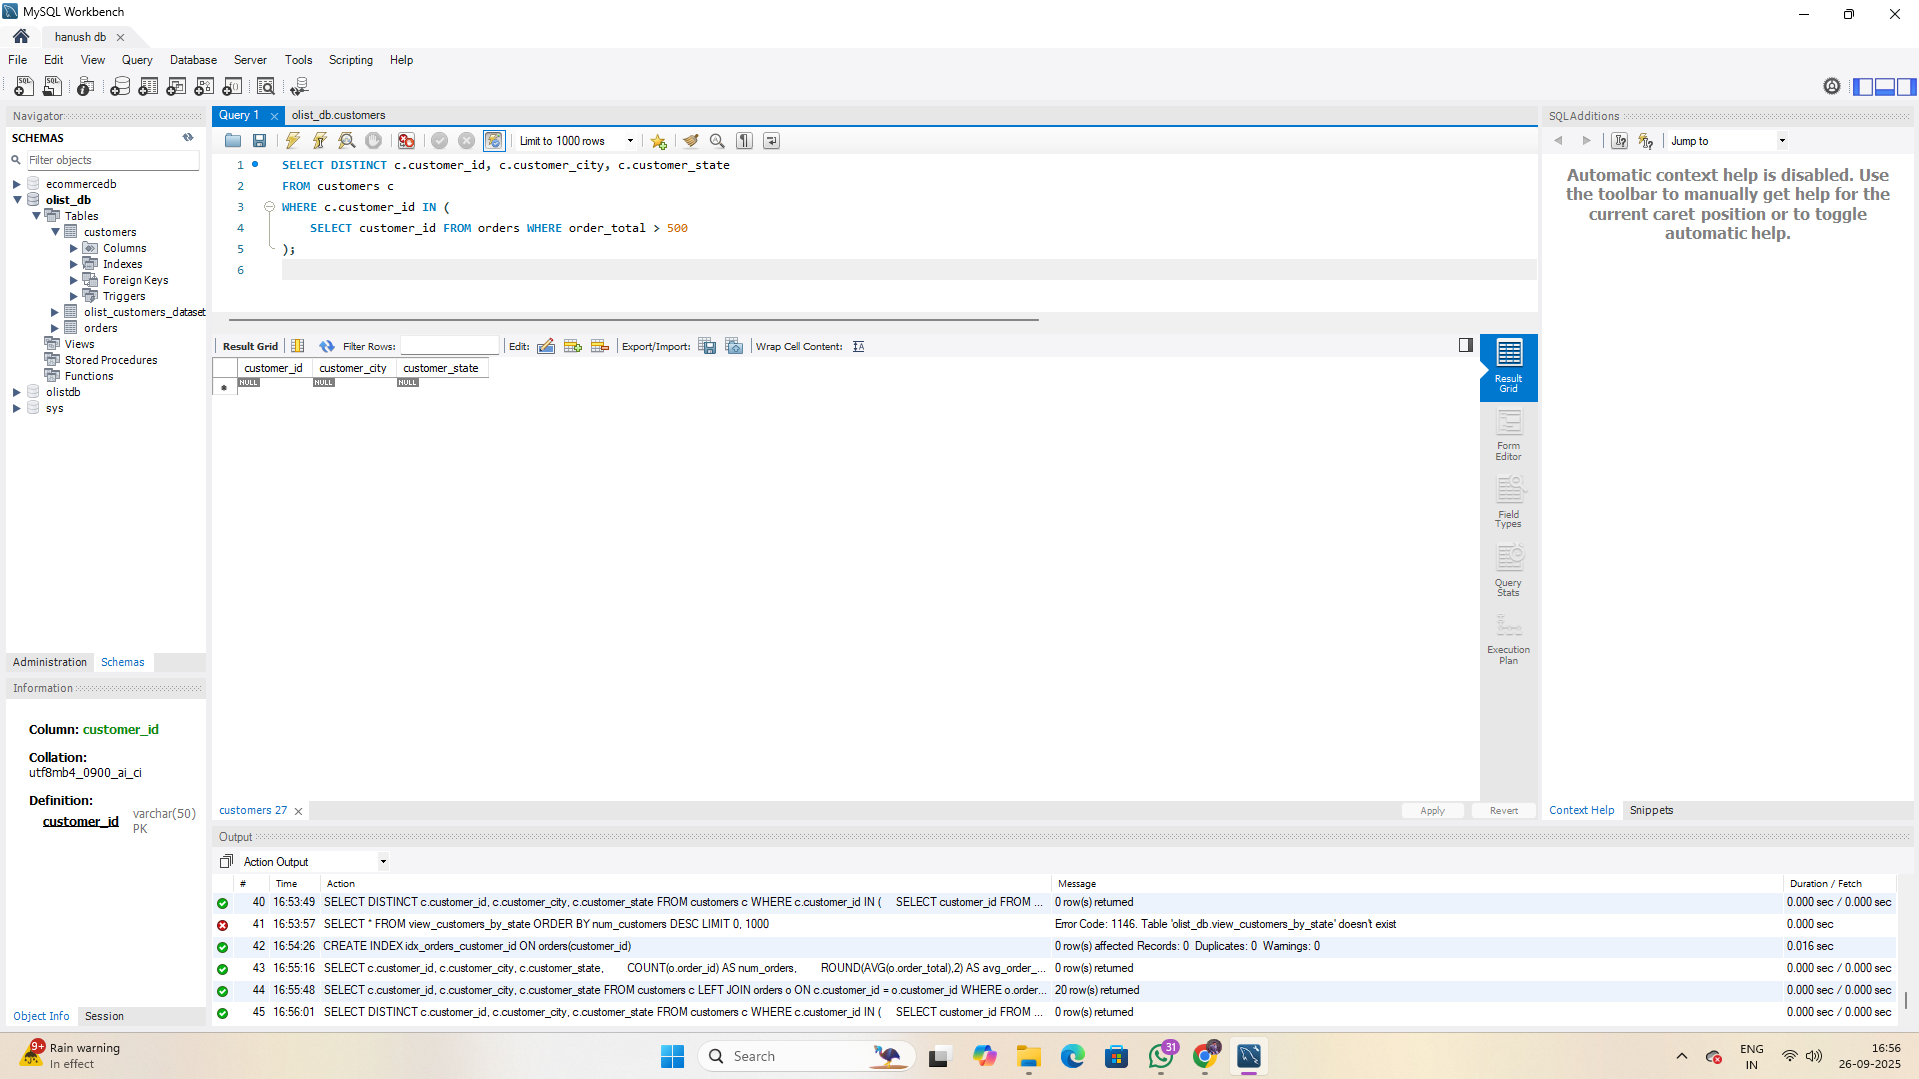 MySQL Workbench
hanush db
File Edit View Query Database Server Tools Scripting Help
Navigator
SCHEMAS
Filter objects
ecommercedb
olist_db
Tables
customers
Columns
Indexes
Foreign Keys
Triggers
olist_customers_dataset
orders
Views
Stored Procedures
Functions
olistdb
sys
Administration Schemas
Information
Column: customer_id
Collation:
utf8mb4_0900_ai_ci
Definition:
customer_id varchar(50)
PK
Object Info Session
Query 1 olist_db.customers
Limit to 1000 rows
1 SELECT DISTINCT c.customer_id, c.customer_city, c.customer_state
2 FROM customers c
3 WHERE c.customer_id IN (
4 SELECT customer_id FROM orders WHERE order_total > 500
5 );
6
Result Grid Filter Rows: Edit: Export/Import: Wrap Cell Content:
customer_id customer_city customer_state
NULL NULL NULL
Result
Grid
Form
Editor
Field
Types
Query
Stats
Execution
Plan
customers 27 Apply Revert
SQLAdditions
Jump to
Automatic context help is disabled. Use
the toolbar to manually get help for the
current caret position or to toggle
automatic help.
Context Help Snippets
Output
Action Output
# Time Action Message Duration / Fetch
40 16:53:49 SELECT DISTINCT c.customer_id, c.customer_city, c.customer_state FROM customers c WHERE c.customer_id IN ( SELECT customer_id FROM ... 0 row(s) returned 0.000 sec / 0.000 sec
41 16:53:57 SELECT * FROM view_customers_by_state ORDER BY num_customers DESC LIMIT 0, 1000 Error Code: 1146. Table 'olist_db.view_customers_by_state' doesn't exist 0.000 sec
42 16:54:26 CREATE INDEX idx_orders_customer_id ON orders(customer_id) 0 row(s) affected Records: 0 Duplicates: 0 Warnings: 0 0.016 sec
43 16:55:16 SELECT c.customer_id, c.customer_city, c.customer_state, COUNT(o.order_id) AS num_orders, ROUND(AVG(o.order_total),2) AS avg_order_... 0 row(s) returned 0.000 sec / 0.000 sec
44 16:55:48 SELECT c.customer_id, c.customer_city, c.customer_state FROM customers c LEFT JOIN orders o ON c.customer_id = o.customer_id WHERE o.order... 20 row(s) returned 0.000 sec / 0.000 sec
45 16:56:01 SELECT DISTINCT c.customer_id, c.customer_city, c.customer_state FROM customers c WHERE c.customer_id IN ( SELECT customer_id FROM ... 0 row(s) returned 0.000 sec / 0.000 sec
9+
Rain warning
In effect
Search
31
ENG
IN
16:56
26-09-2025